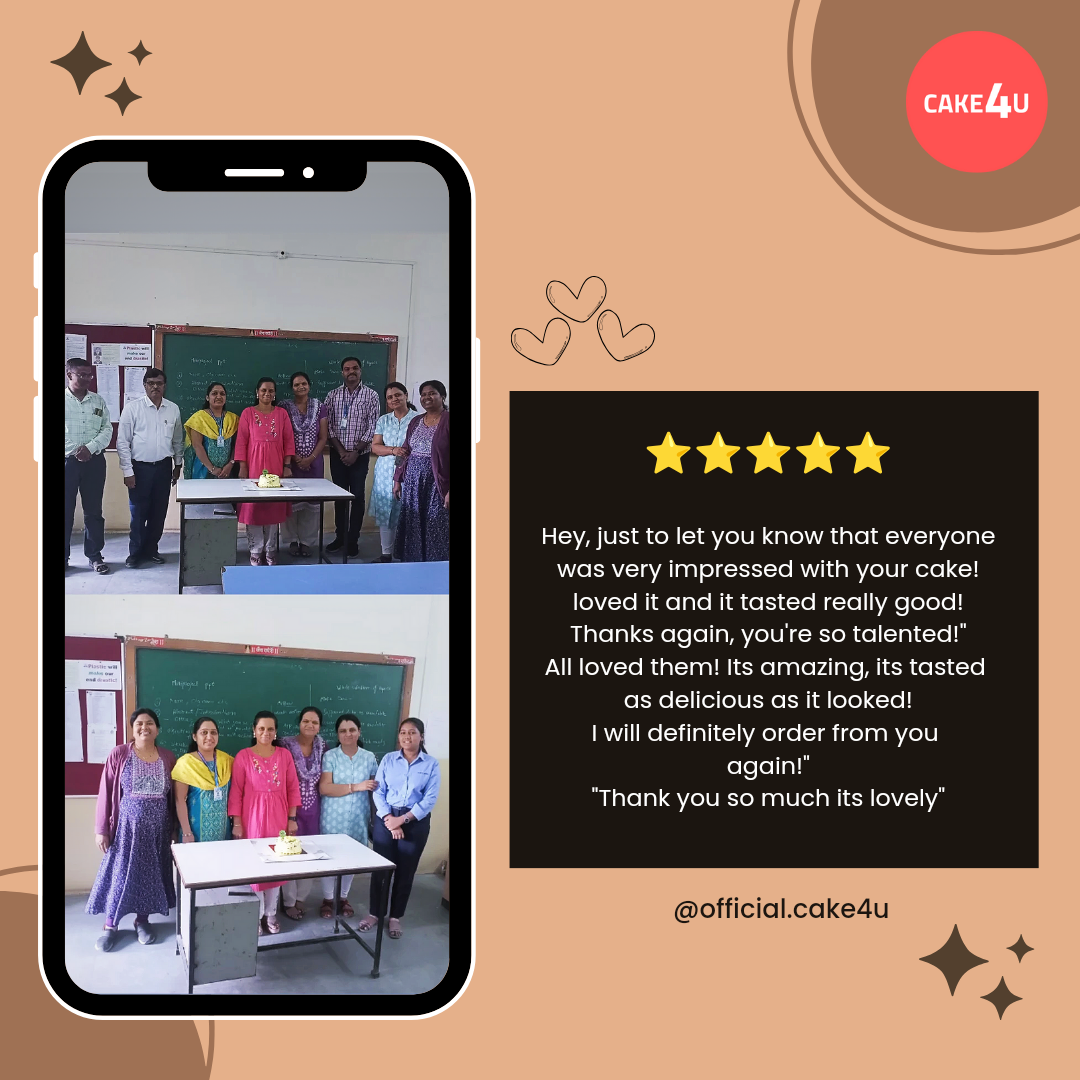 CAKE4U
Hey, just to let you know that everyone
was very impressed with your cake!
loved it and it tasted really good!
Thanks again, you're so talented!"
All loved them! Its amazing, its tasted
as delicious as it looked!
I will definitely order from you
again!"
"Thank you so much its lovely"
@official.cake4u